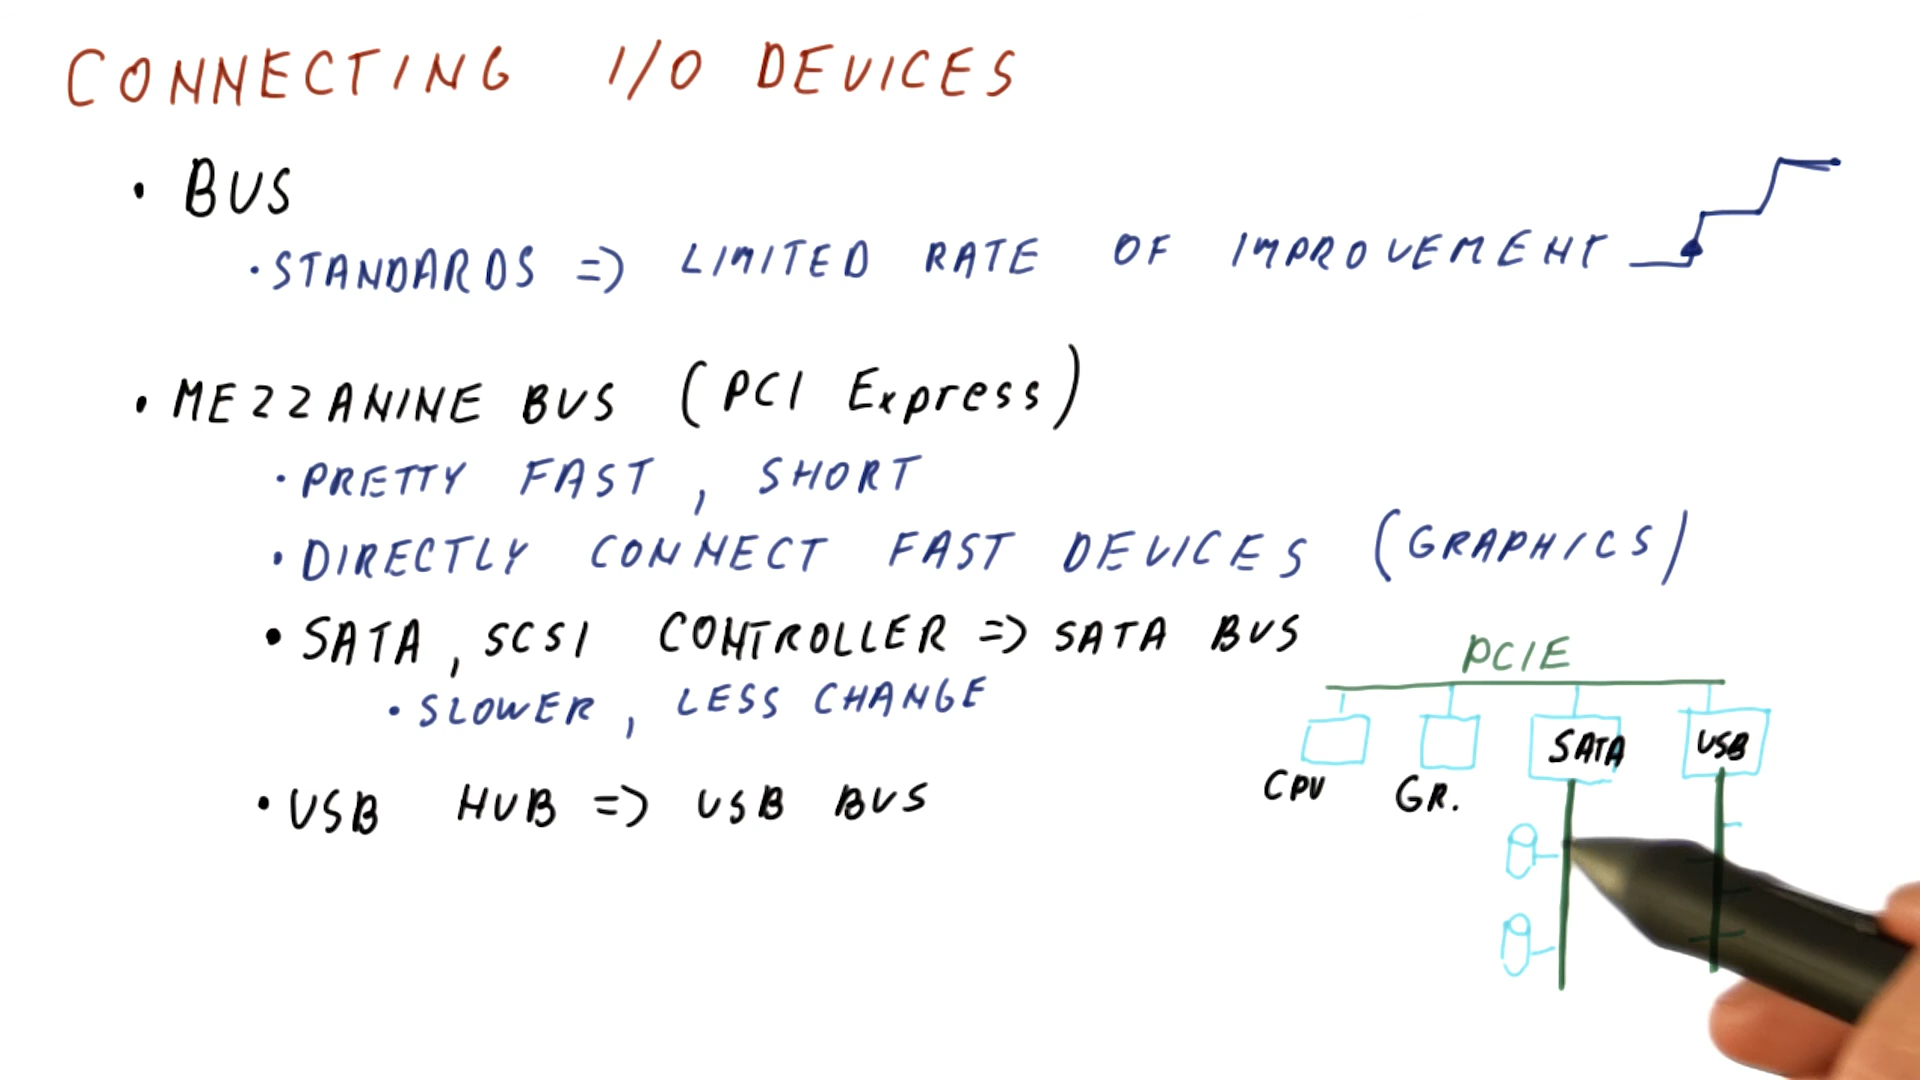 CONNECTING I/O DEVICES
• BUS
• STANDARDS => LIMITED RATE OF IMPROVEMENT
• MEZZANINE BUS (PCI Express)
• PRETTY FAST, SHORT
• DIRECTLY CONNECT FAST DEVICES (GRAPHICS)
• SATA, SCSI CONTROLLER => SATA BUS
• SLOWER, LESS CHANGE
• USB HUB => USB BUS
PCIE
SATA
USB
CPU
GR.